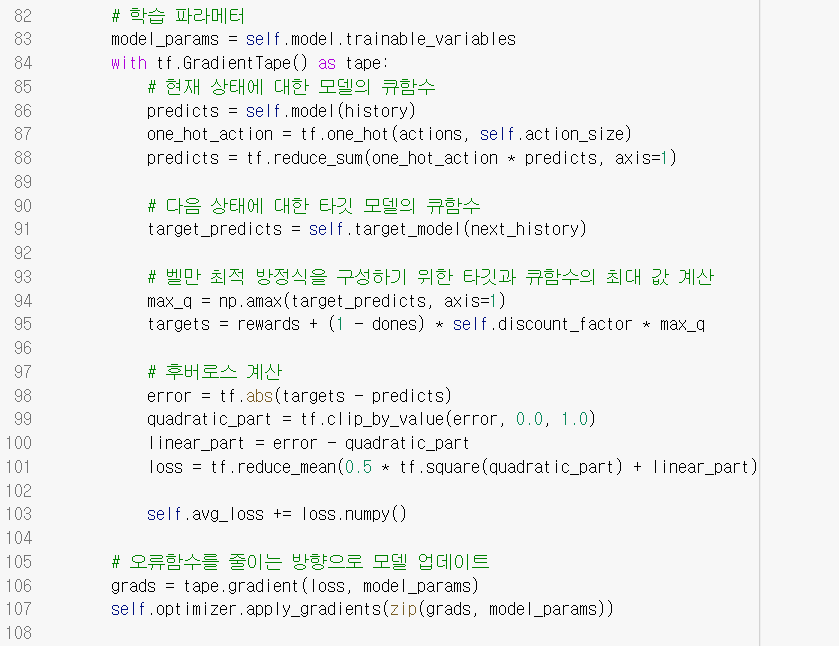 82 # 학습 파라메터
83 model_params = self.model.trainable_variables
84 with tf.GradientTape() as tape:
85 # 현재 상태에 대한 모델의 큐함수
86 predicts = self.model(history)
87 one_hot_action = tf.one_hot(actions, self.action_size)
88 predicts = tf.reduce_sum(one_hot_action * predicts, axis=1)
89
90 # 다음 상태에 대한 타깃 모델의 큐함수
91 target_predicts = self.target_model(next_history)
92
93 # 벨만 최적 방정식을 구성하기 위한 타깃과 큐함수의 최대 값 계산
94 max_q = np.amax(target_predicts, axis=1)
95 targets = rewards + (1 - dones) * self.discount_factor * max_q
96
97 # 후버로스 계산
98 error = tf.abs(targets - predicts)
99 quadratic_part = tf.clip_by_value(error, 0.0, 1.0)
100 linear_part = error - quadratic_part
101 loss = tf.reduce_mean(0.5 * tf.square(quadratic_part) + linear_part)
102
103 self.avg_loss += loss.numpy()
104
105 # 오류함수를 줄이는 방향으로 모델 업데이트
106 grads = tape.gradient(loss, model_params)
107 self.optimizer.apply_gradients(zip(grads, model_params))
108